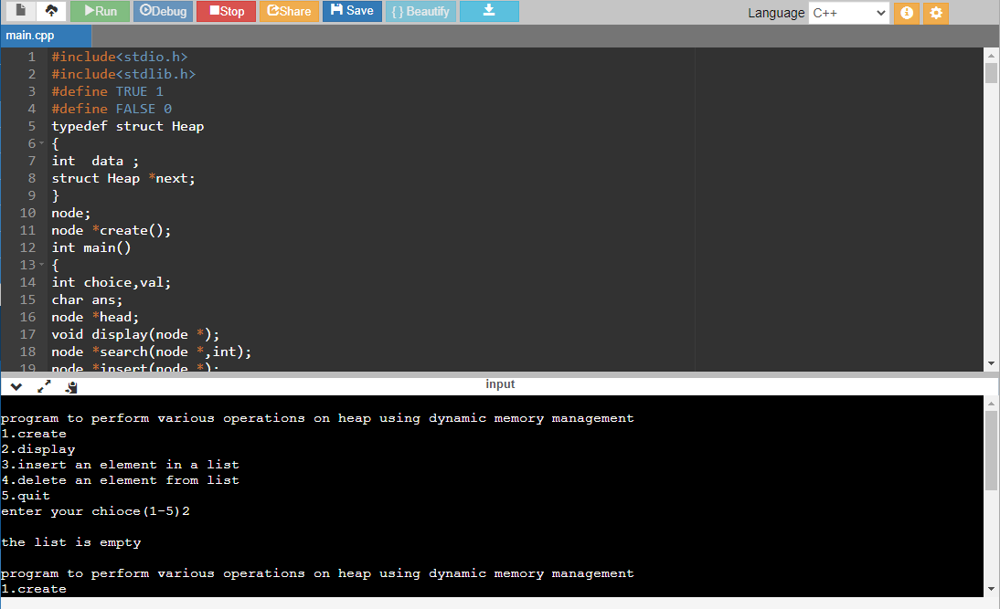 Run Debug Stop Share Save { } Beautify Language C++
main.cpp
1 #include<stdio.h>
2 #include<stdlib.h>
3 #define TRUE 1
4 #define FALSE 0
5 typedef struct Heap
6 {
7 int  data ;
8 struct Heap *next;
9 }
10 node;
11 node *create();
12 int main()
13 {
14 int choice,val;
15 char ans;
16 node *head;
17 void display(node *);
18 node *search(node *,int);
19 node *insert(node *);
input
program to perform various operations on heap using dynamic memory management
1.create
2.display
3.insert an element in a list
4.delete an element from list
5.quit
enter your chioce(1-5)2
the list is empty
program to perform various operations on heap using dynamic memory management
1.create